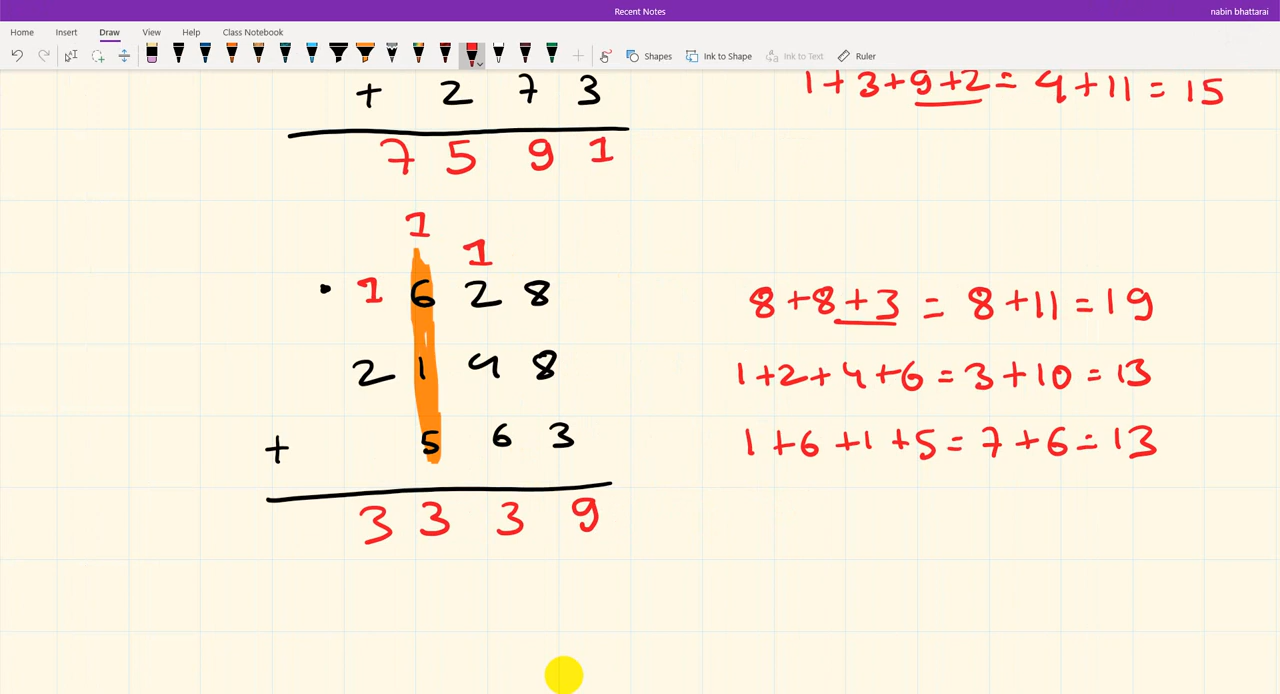 Recent Notes
nabin bhattarai
Home Insert Draw View Help Class Notebook
Shapes Ink to Shape Ink to Text Ruler
+ 2 7 3
7 5 9 1
1+3+9+2= 4+11 = 15
1
1
1 6 2 8
2 1 4 8
+ 5 6 3
3 3 3 9
8+8+3 = 8+11 = 19
1+2+4+6=3+10=13
1+6+1+5=7+6=13